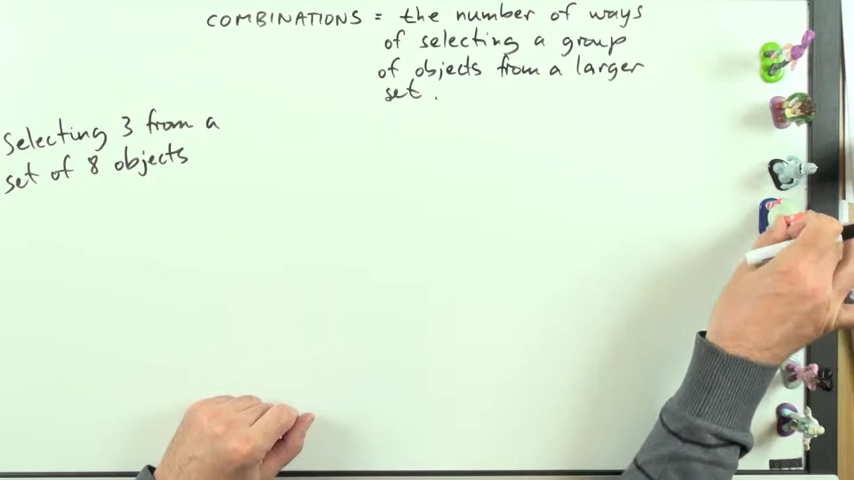 COMBINATIONS = the number of ways
of selecting a group
of objects from a larger
set.
Selecting 3 from a
set of 8 objects